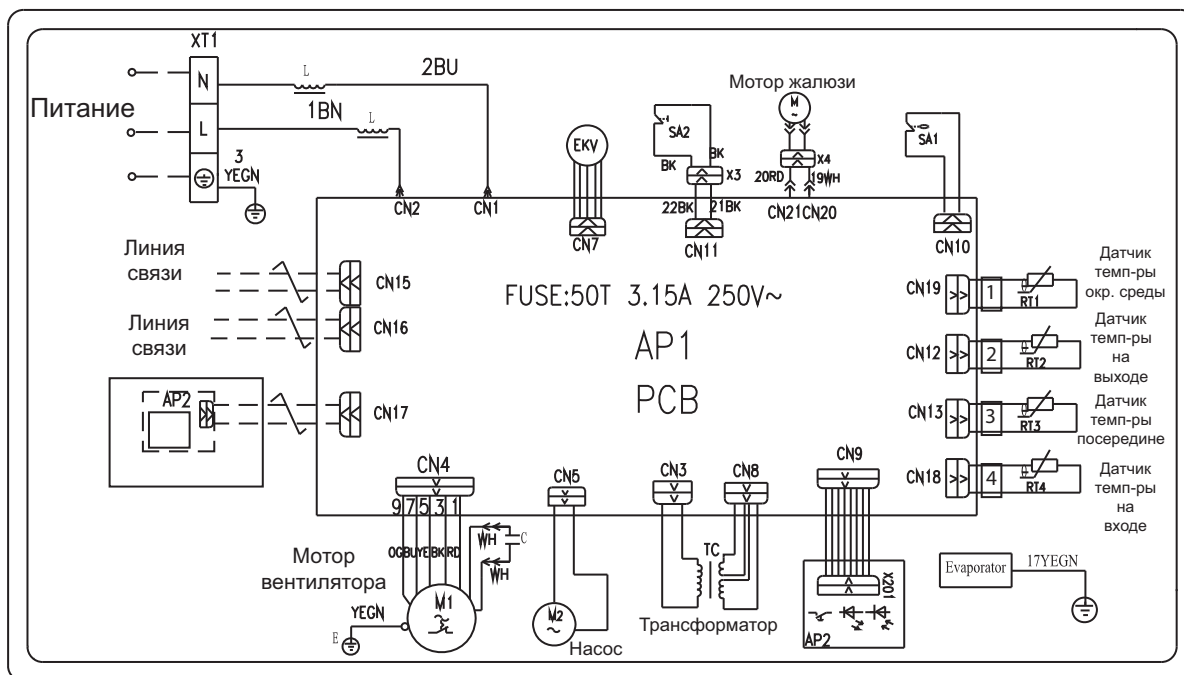 XT1
N
L
2BU
Питание
L
1BN
L
3
YEGN
CN2
CN1
EKV
CN7
SA2
BK
BK
X3
22BK
21BK
CN11
Мотор жалюзи
M
~
X4
20RD
19WH
CN21
CN20
SA1
CN10
Линия
связи
CN15
Линия
связи
CN16
AP2
CN17
FUSE:50T 3.15A 250V~
AP1
PCB
CN19
1
RT1
Датчик
темп-ры
окр. среды
CN12
2
RT2
Датчик
темп-ры
на
выходе
CN13
3
RT3
Датчик
темп-ры
посередине
CN18
4
RT4
Датчик
темп-ры
на
входе
CN4
9 7 5 3 1
OG BU YE BK RD
WH
C
WH
Мотор
вентилятора
YEGN
E
M1
CN5
M2
~
Насос
CN3
CN8
TC
Трансформатор
CN9
X201
AP2
Evaporator
17YEGN